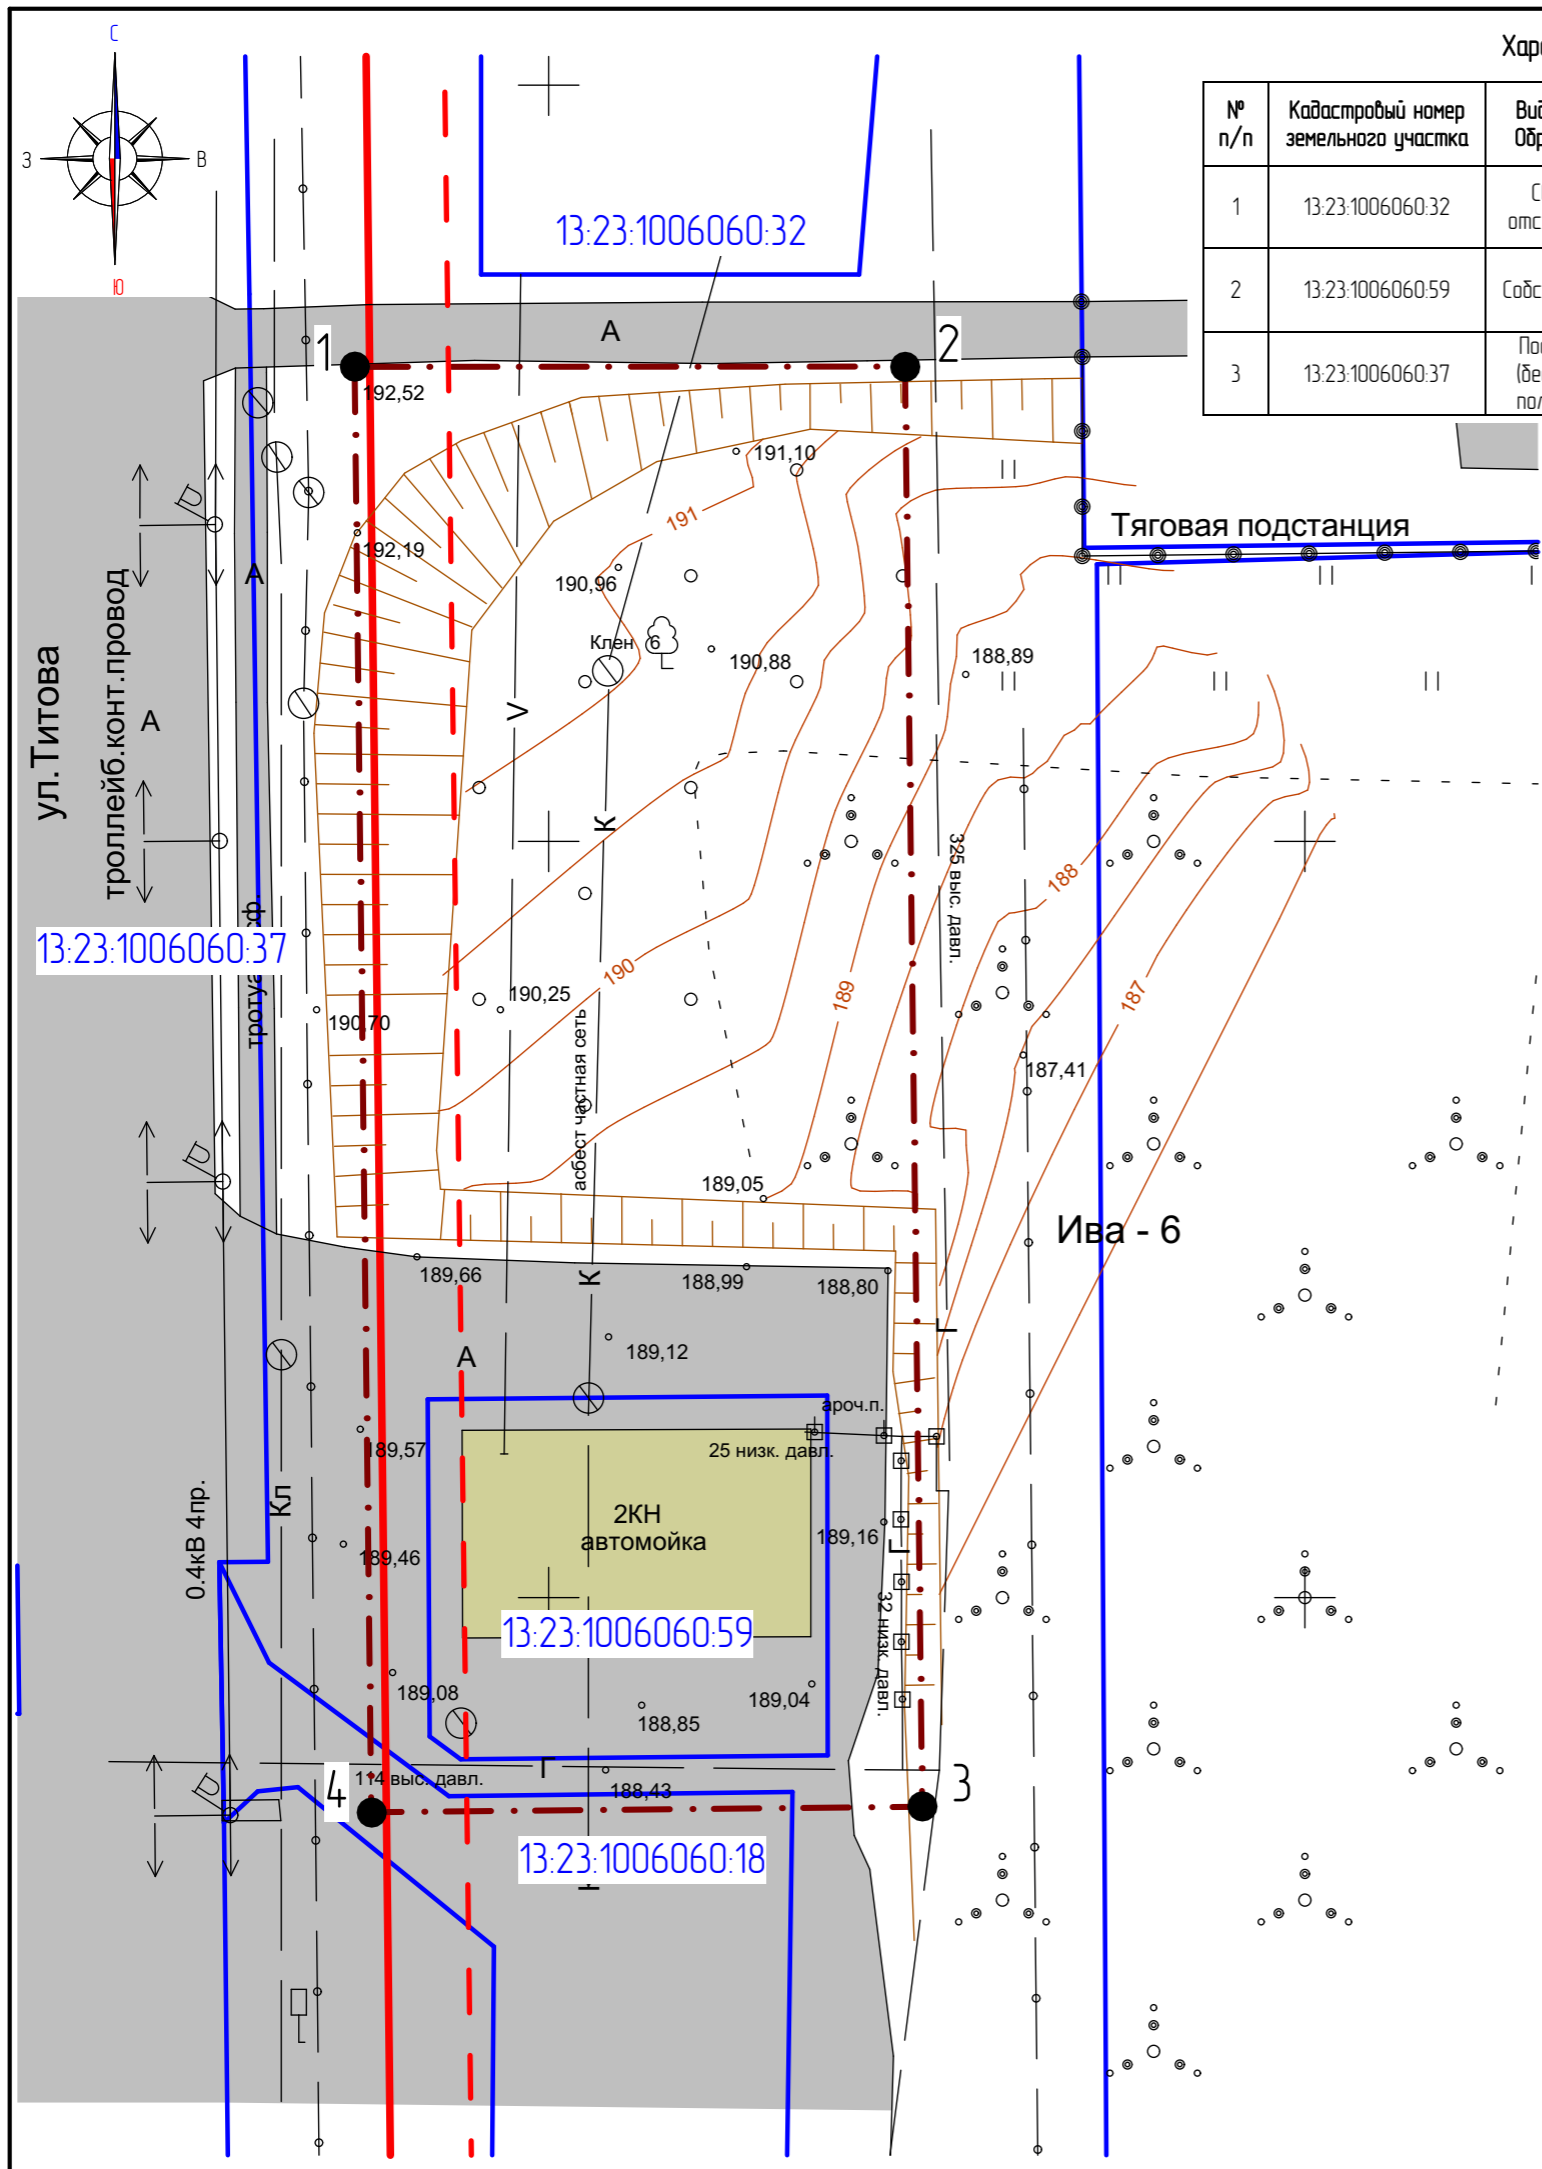 С
З
В
Ю
Хар
№
п/п
Кадастровый номер
земельного участка
Обр
1
13:23:1006060:32
отс
2
13:23:1006060:59
Собс
3
13:23:1006060:37
(бе
пол
13:23:1006060:32
А
1
2
192,52
191,10
191
Тяговая подстанция
192,19
190,96
А
Клен 6
190,88
188,89
ул.Титова
троллейб.конт.провод
А
V
К
325 выс. давл.
188
13:23:1006060:37
190
189
187
190,25
190,70
187,41
асбест частная сеть
189,05
Ива - 6
189,66
188,99
188,80
К
189,12
А
Г
ароч.п.
189,57
25 низк. давл.
0.4кВ 4пр.
Кл
2КН
автомойка
189,16
189,46
Г
32 низк. давл.
13:23:1006060:59
189,08
188,85
189,04
114 выс. давл.
Г
188,43
4
3
13:23:1006060:18